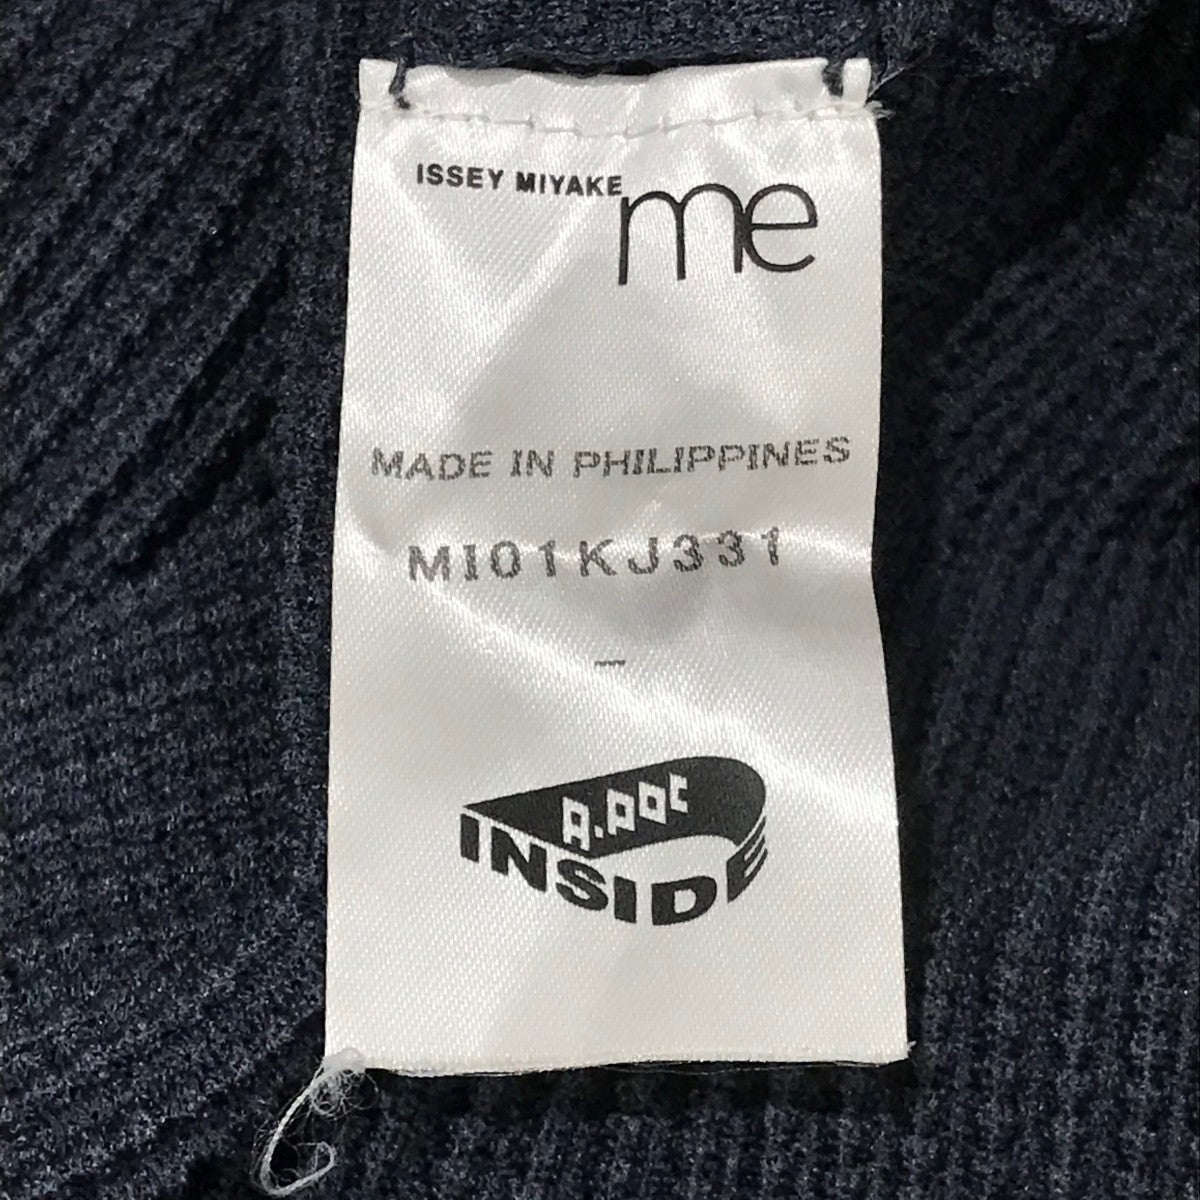 ISSEY MIYAKE me
MADE IN PHILIPPINES
MI01KJ331
–
A.POC
INSIDE